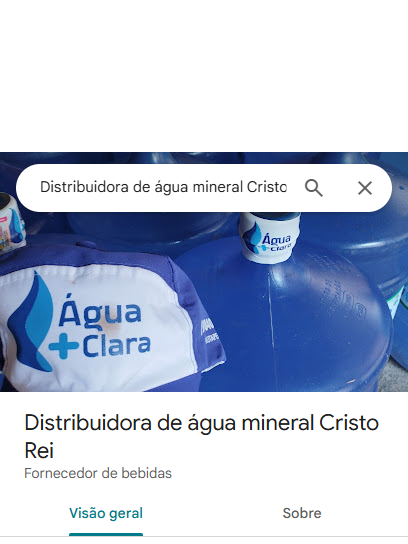 Distribuidora de água mineral Cristo
Água
Clara
Água
+Clara
Distribuidora de água mineral Cristo
Rei
Fornecedor de bebidas
Visão geral
Sobre